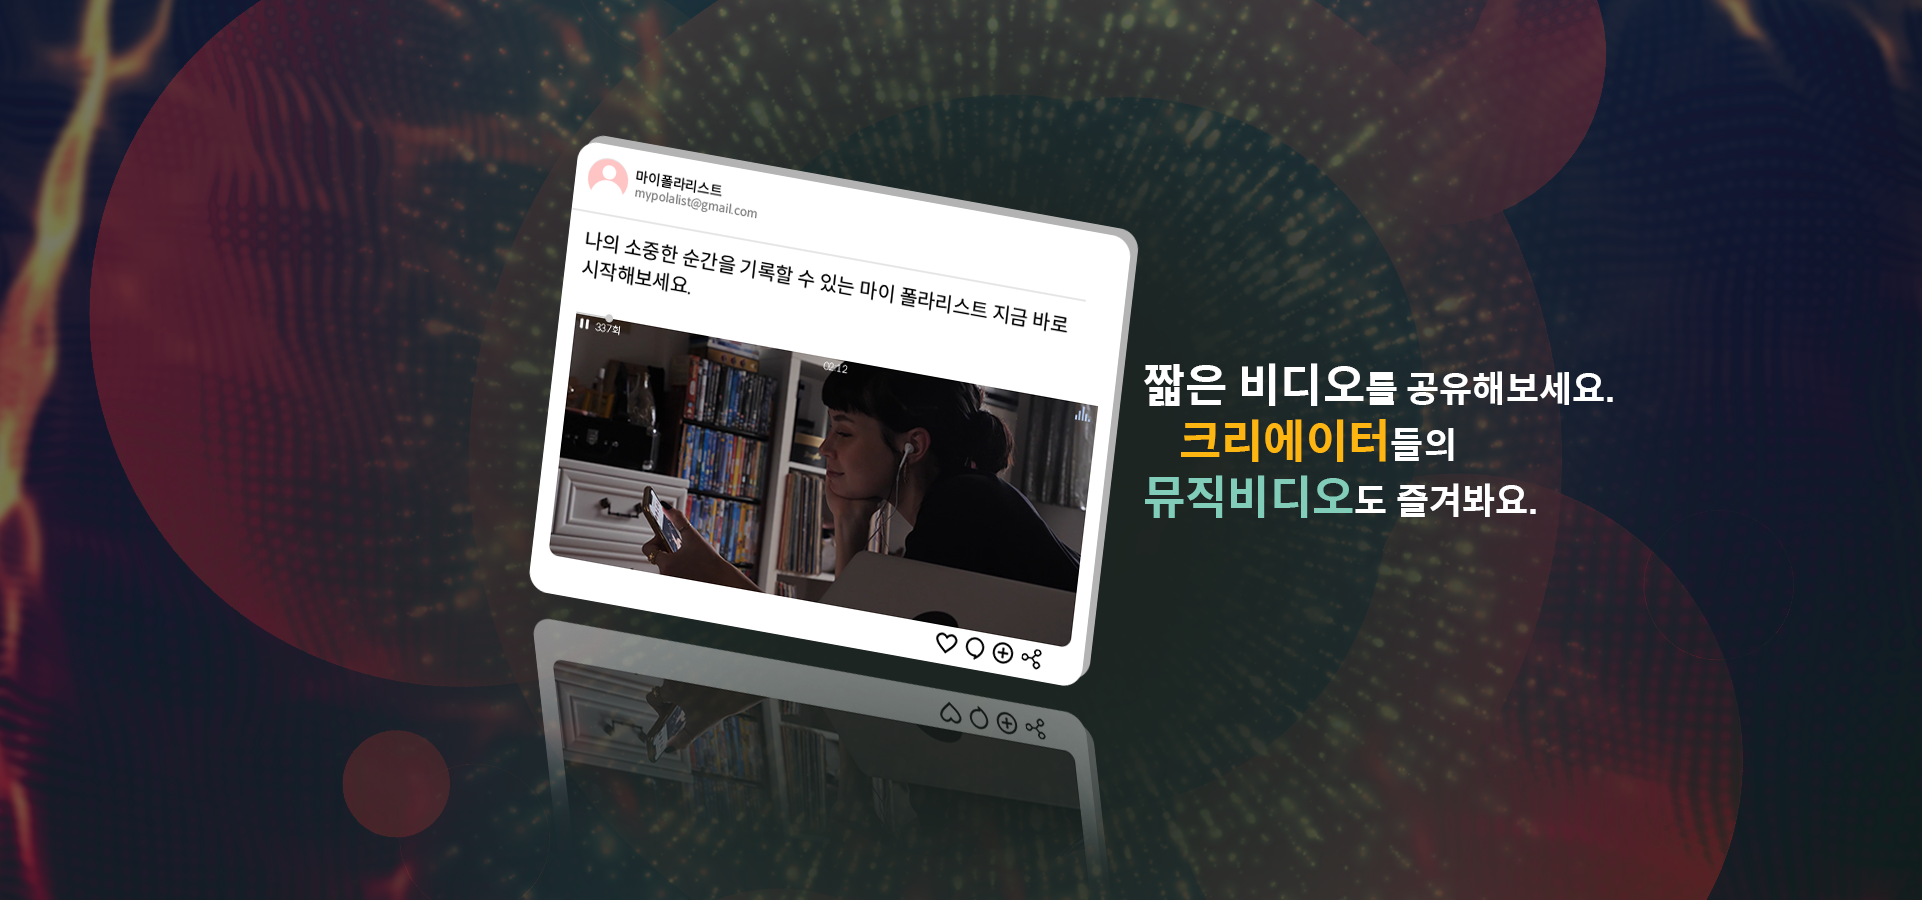 마이폴라리스트
mypolalist@gmail.com
나의 소중한 순간을 기록할 수 있는 마이 폴라리스트 지금 바로
시작해보세요.
337회
02:12
짧은 비디오를 공유해보세요.
크리에이터들의
뮤직비디오도 즐겨봐요.